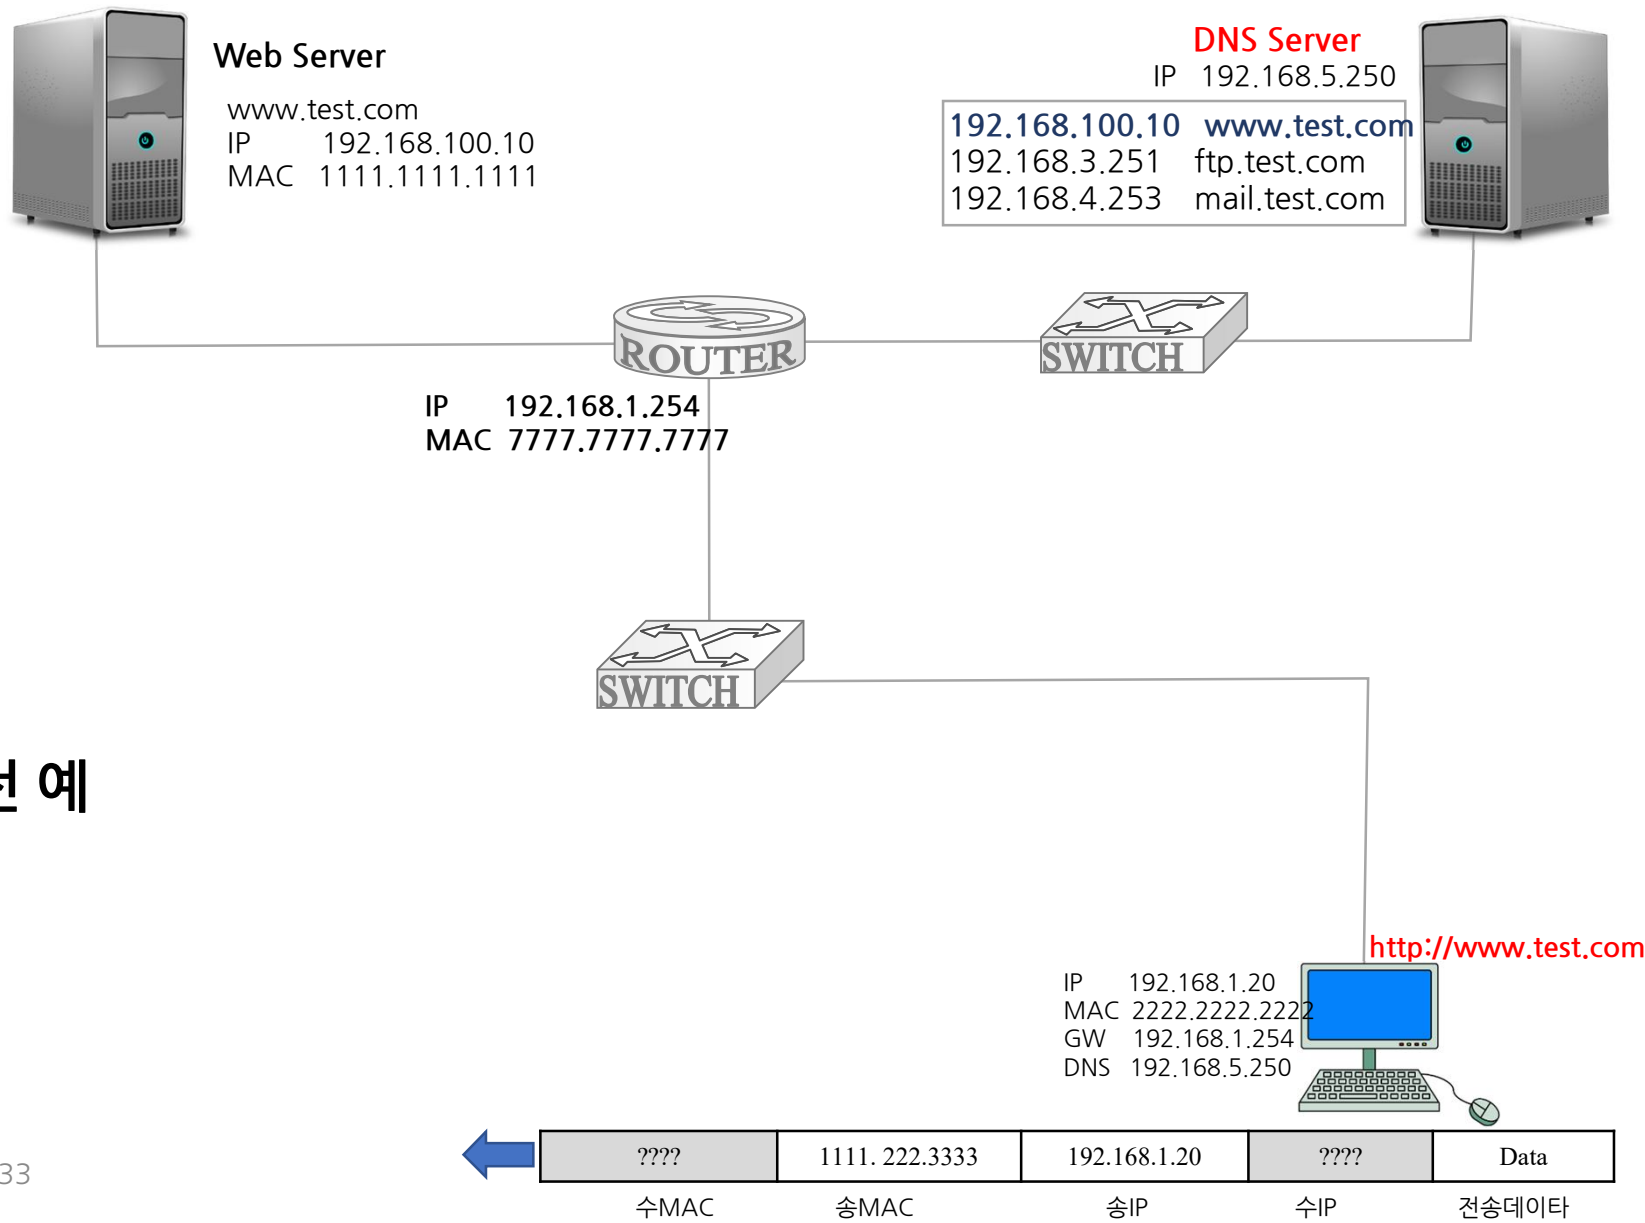 Web Server
www.test.com
IP 192.168.100.10
MAC 1111.1111.1111
DNS Server
IP 192.168.5.250
192.168.100.10 www.test.com
192.168.3.251 ftp.test.com
192.168.4.253 mail.test.com
ROUTER
SWITCH
IP 192.168.1.254
MAC 7777.7777.7777
SWITCH
예
http://www.test.com
IP 192.168.1.20
MAC 2222.2222.2222
GW 192.168.1.254
DNS 192.168.5.250
???? 1111. 222.3333 192.168.1.20 ???? Data
수MAC 송MAC 송IP 수IP 전송데이타
33